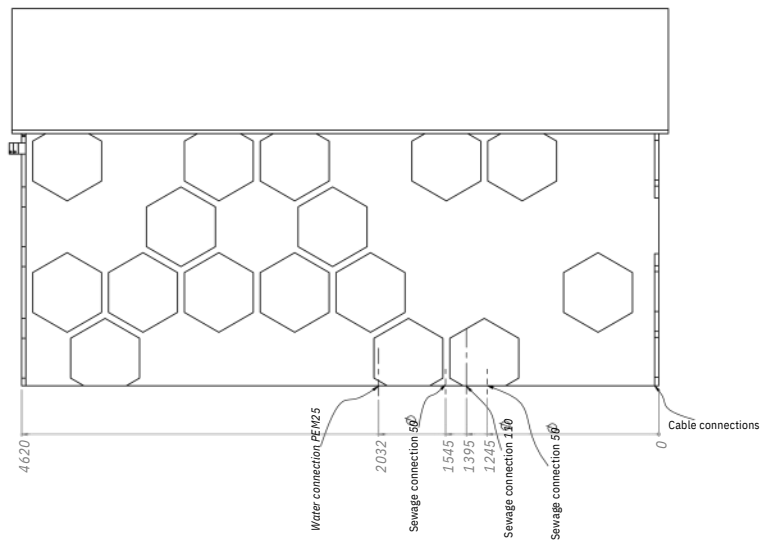 Cable connections
4620
Water connection PEM25
2032
Sewage connection 50
1545
1395
Sewage connection 110
1245
Sewage connection 50
0